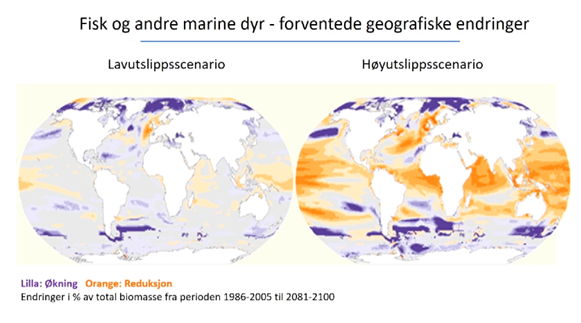 Fisk og andre marine dyr - forventede geografiske endringer
Lavutslippsscenario
Høyutslippsscenario
Lilla: Økning Orange: Reduksjon
Endringer i % av total biomasse fra perioden 1986-2005 til 2081-2100